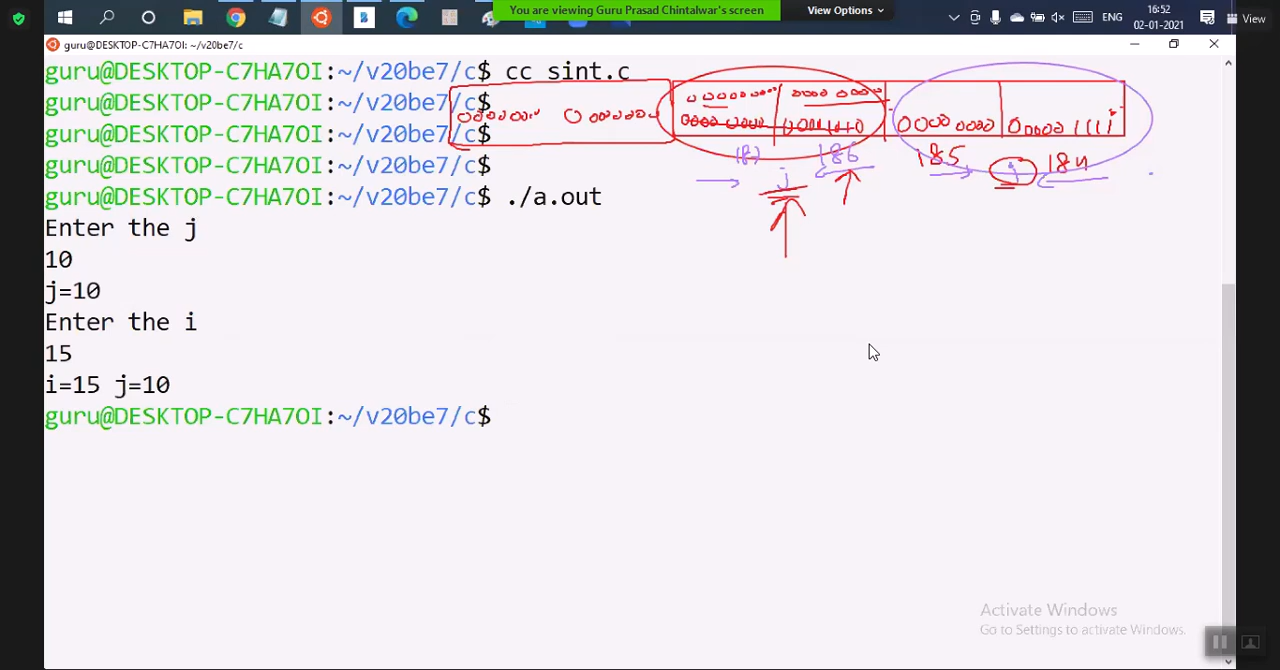 You are viewing Guru Prasad Chintalwar's screen
View Options
ENG
16:52
02-01-2021
View
guru@DESKTOP-C7HA7OI: ~/v20be7/c
guru@DESKTOP-C7HA7OI:~/v20be7/c$ cc sint.c
guru@DESKTOP-C7HA7OI:~/v20be7/c$
guru@DESKTOP-C7HA7OI:~/v20be7/c$
guru@DESKTOP-C7HA7OI:~/v20be7/c$
186
185
184
j
guru@DESKTOP-C7HA7OI:~/v20be7/c$ ./a.out
Enter the j
10
j=10
Enter the i
15
i=15 j=10
guru@DESKTOP-C7HA7OI:~/v20be7/c$
Activate Windows
Go to Settings to activate Windows.